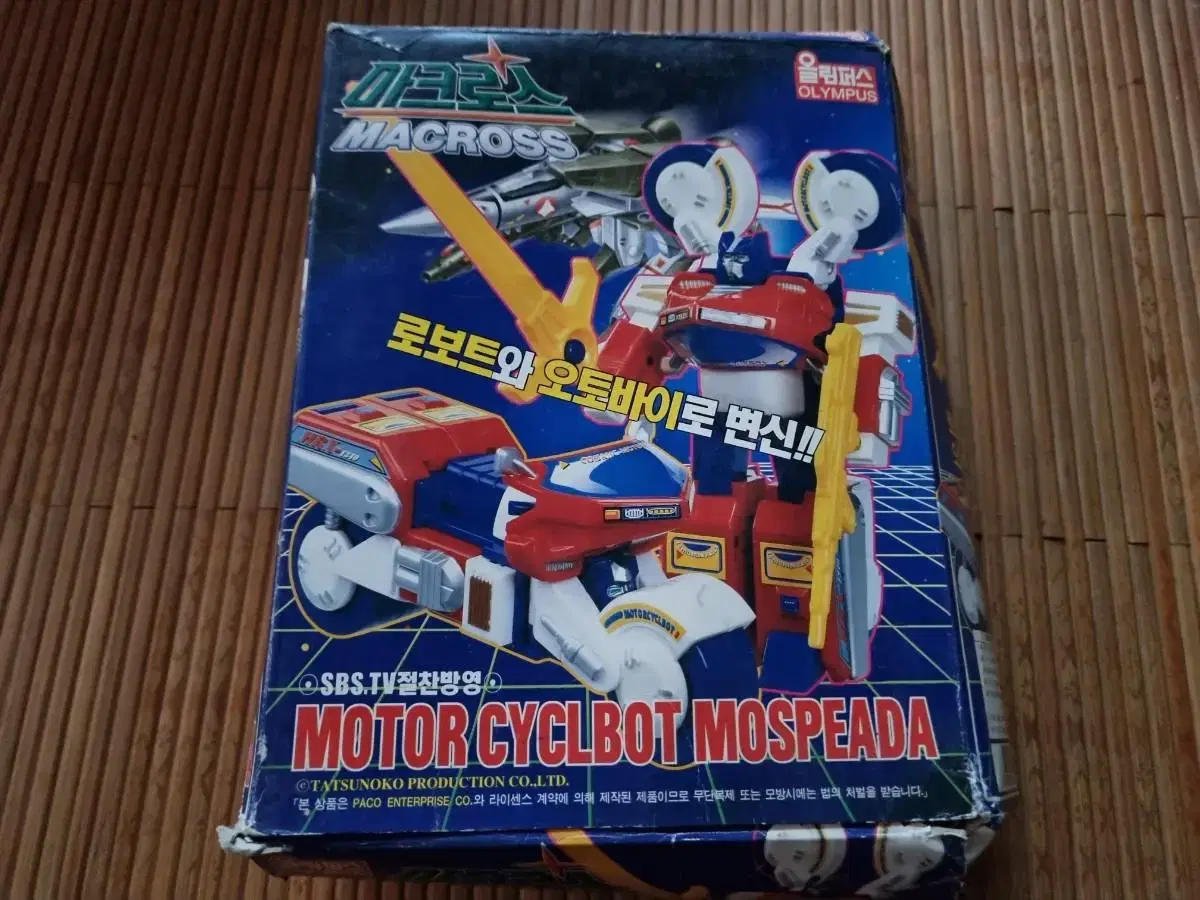 마크로스
MACROSS
올림퍼스
OLYMPUS
로보트와 오토바이로 변신!!
MRX-1230
MOTORCYCLBOT
SBS.TV절찬방영
MOTOR CYCLBOT MOSPEADA
©TATSUNOKO PRODUCTION CO.,LTD.
「본 상품은 PACO ENTERPRISE CO.와 라이센스 계약에 의해 제작된 제품이므로 무단복제 또는 모방시에는 법의 처벌을 받습니다.」